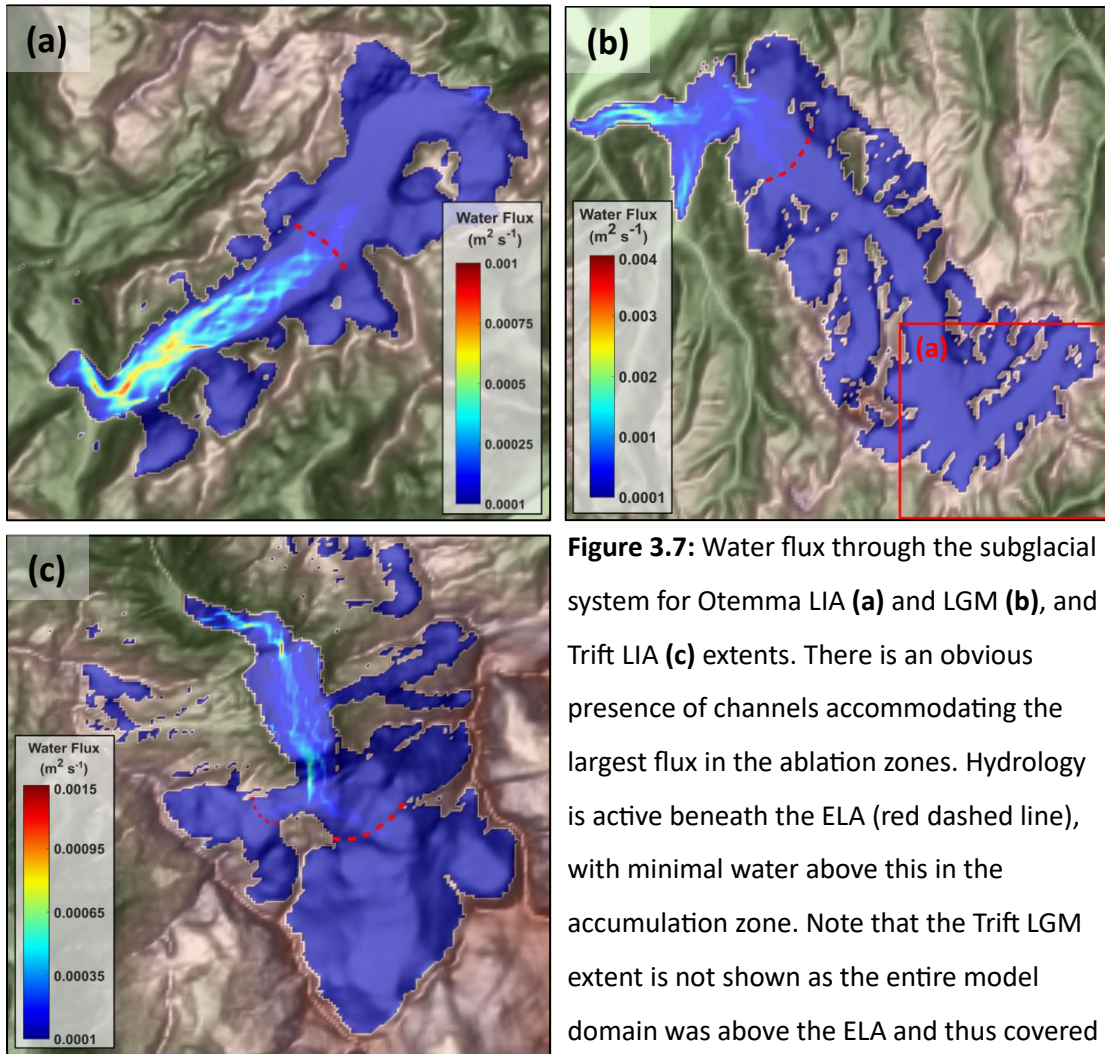 (a)
Water Flux
(m² s⁻¹)
0.001
0.00075
0.0005
0.00025
0.0001
(b)
Water Flux
(m² s⁻¹)
0.004
0.003
0.002
0.001
0.0001
(a)
(c)
Water Flux
(m² s⁻¹)
0.0015
0.00095
0.00065
0.00035
0.0001
Figure 3.7: Water flux through the subglacial
system for Otemma LIA (a) and LGM (b), and
Trift LIA (c) extents. There is an obvious
presence of channels accommodating the
largest flux in the ablation zones. Hydrology
is active beneath the ELA (red dashed line),
with minimal water above this in the
accumulation zone. Note that the Trift LGM
extent is not shown as the entire model
domain was above the ELA and thus covered